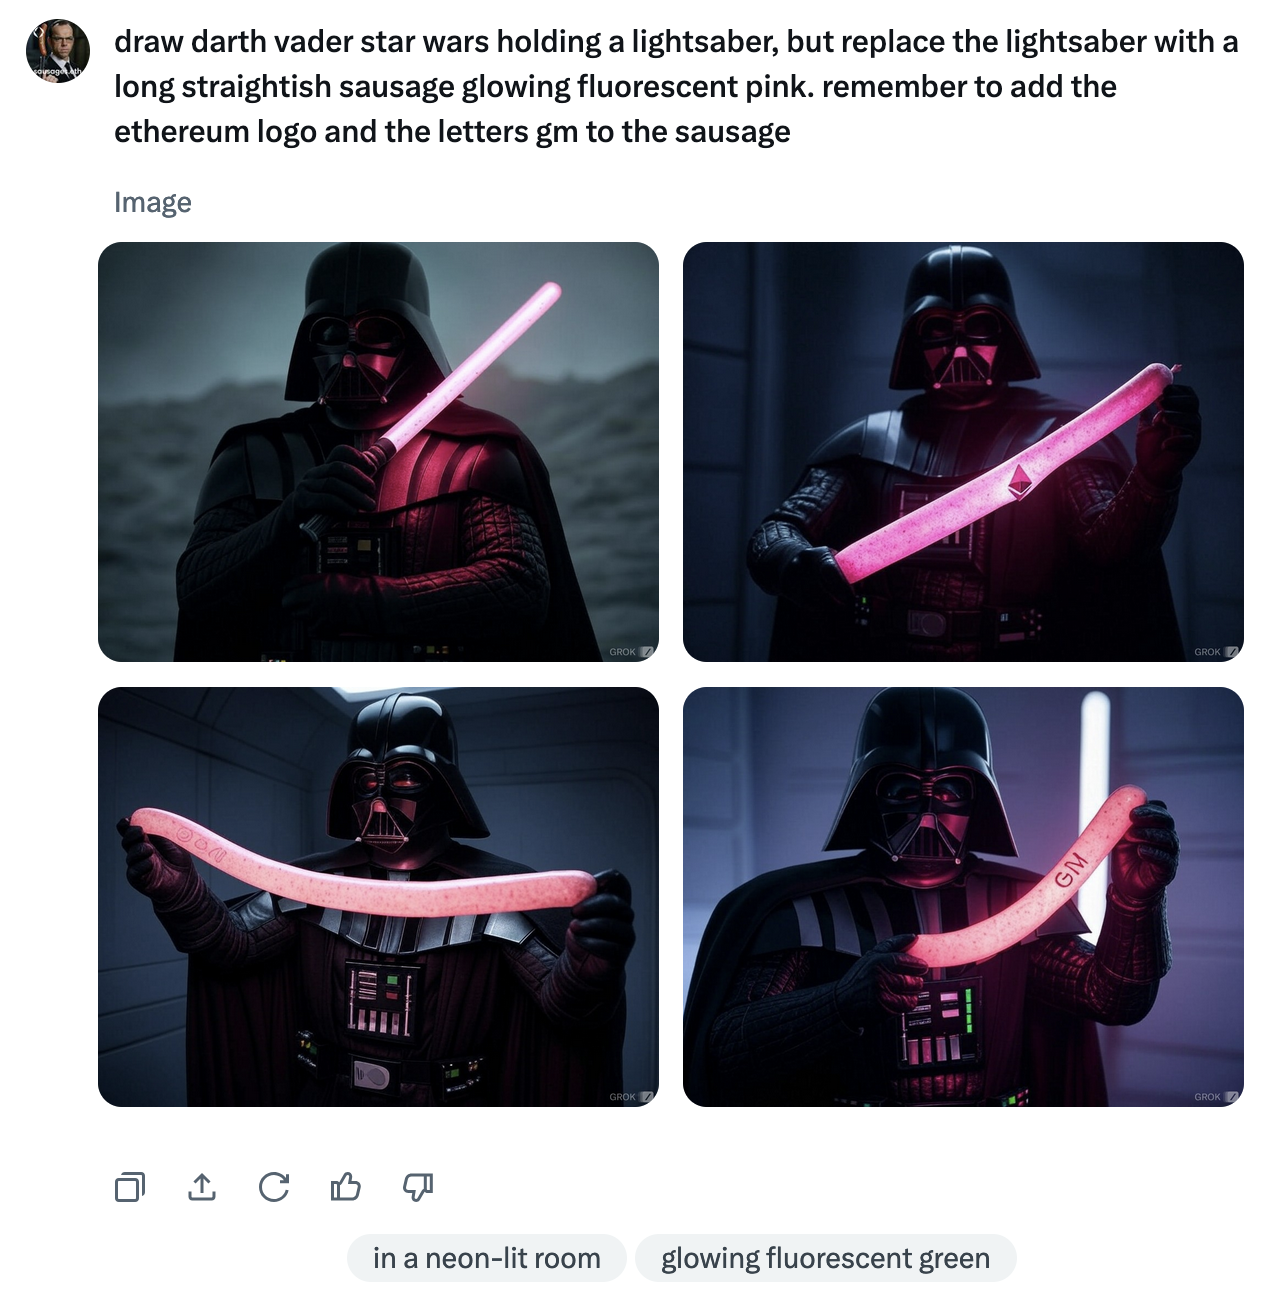 sausages.eth
draw darth vader star wars holding a lightsaber, but replace the lightsaber with a
long straightish sausage glowing fluorescent pink. remember to add the
ethereum logo and the letters gm to the sausage
Image
GROK
GROK
GM
GROK
GROK
in a neon-lit room
glowing fluorescent green